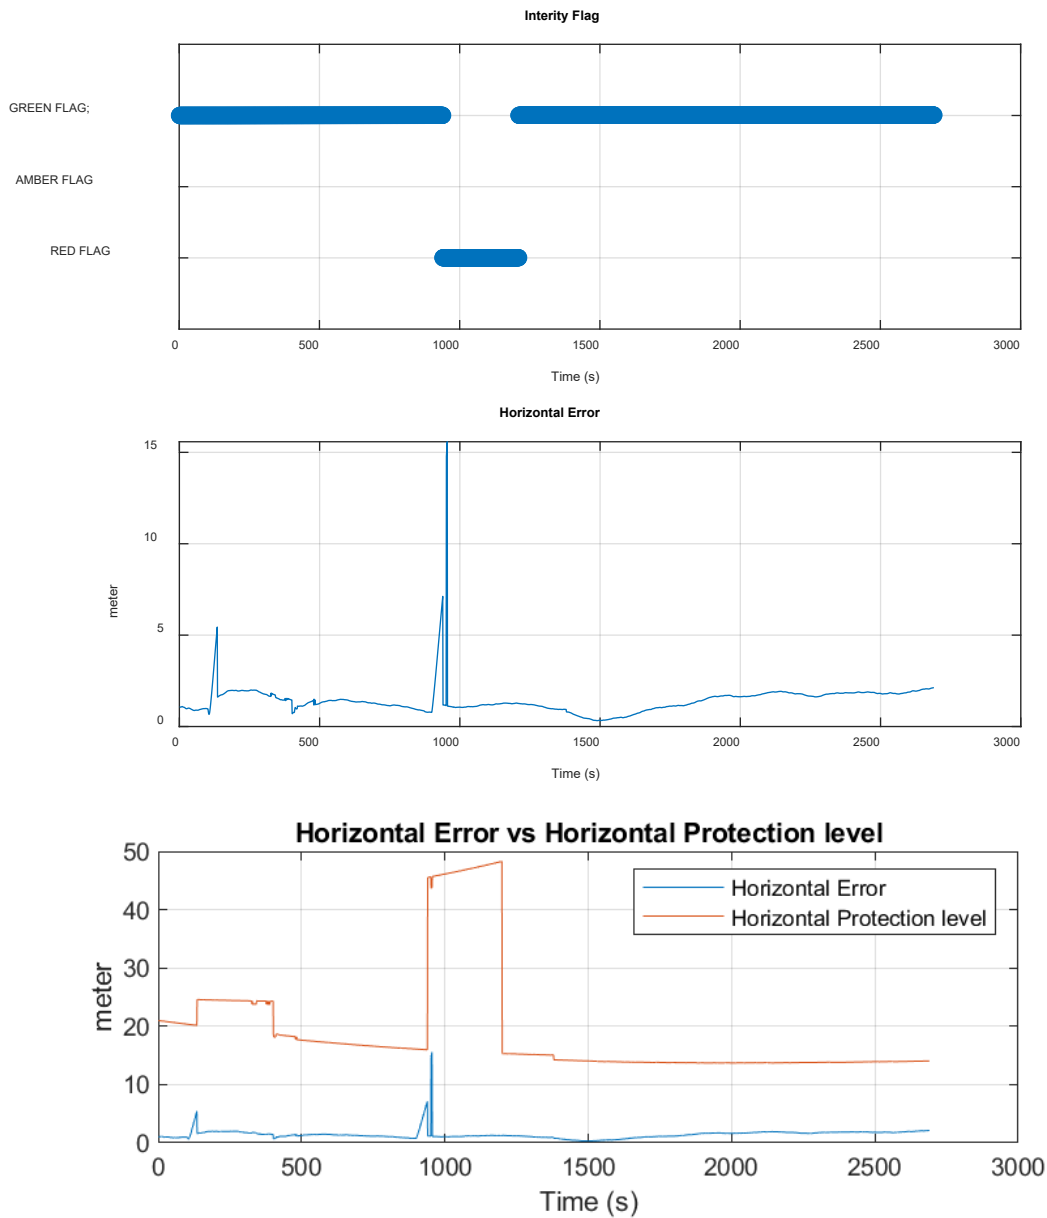 Interity Flag
GREEN FLAG;
AMBER FLAG
RED FLAG
0 500 1000 1500 2000 2500 3000
Time (s)
Horizontal Error
15
10
5
0
meter
0 500 1000 1500 2000 2500 3000
Time (s)
Horizontal Error vs Horizontal Protection level
50
40
30
20
10
0
meter
Horizontal Error
Horizontal Protection level
0 500 1000 1500 2000 2500 3000
Time (s)